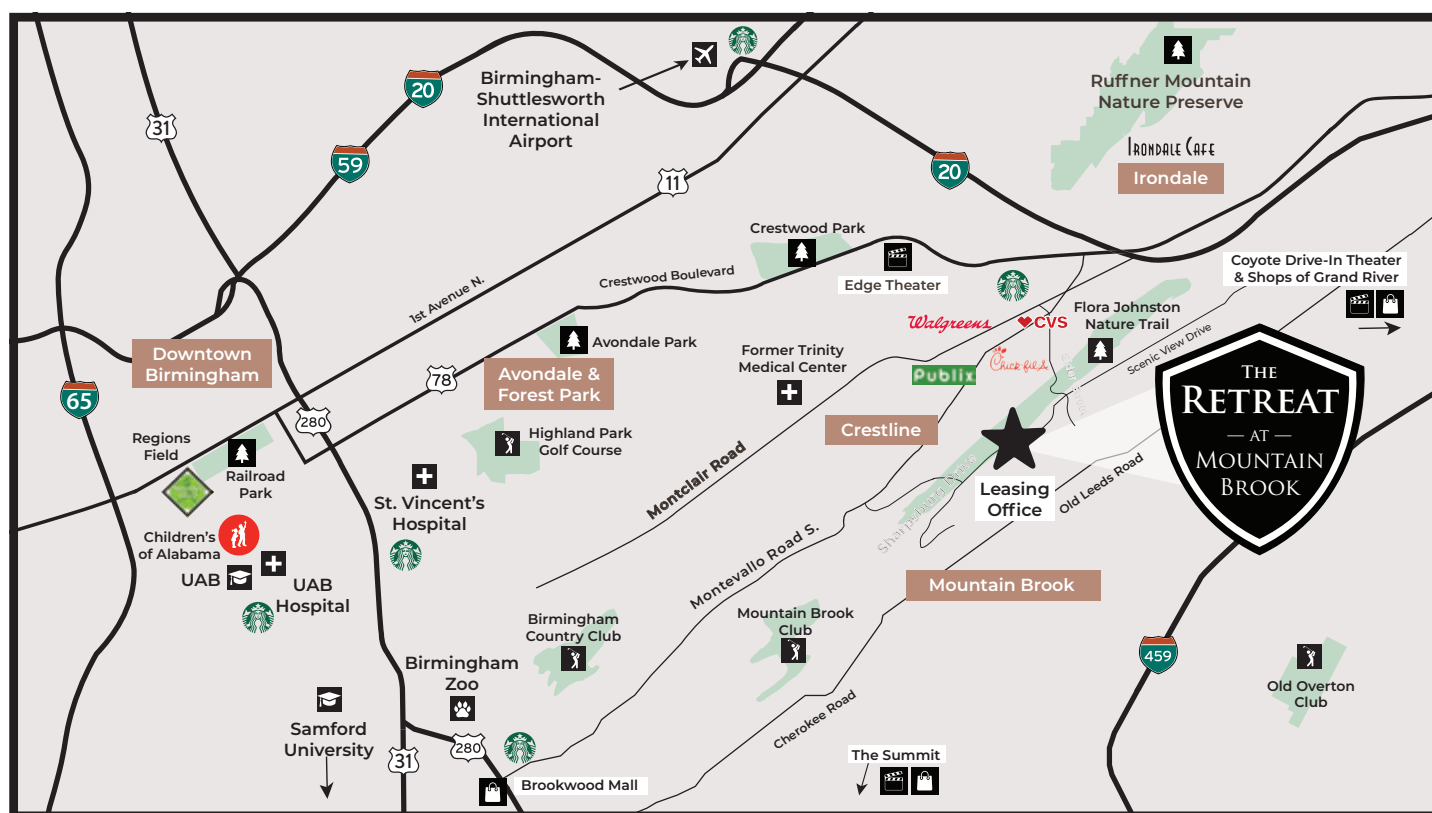 20
Birmingham-
Shuttlesworth
International
Airport
Ruffner Mountain
Nature Preserve
31
59
IRONDALE CAFE
20
Irondale
11
Crestwood Park
Crestwood Boulevard
Edge Theater
Coyote Drive-In Theater
& Shops of Grand River
1st Avenue N.
Walgreens
CVS
Flora Johnston
Nature Trail
Scenic View Drive
Downtown
Birmingham
Avondale Park
Former Trinity
Medical Center
Chick-fil-A
Publix
78
Avondale &
Forest Park
65
280
Crestline
THE
RETREAT
— AT —
MOUNTAIN
BROOK
Regions
Field
Railroad
Park
Highland Park
Golf Course
Montclair Road
Old Leeds Road
Leasing
Office
St. Vincent's
Hospital
Sharpsburg Drive
Children's
of Alabama
UAB
UAB
Hospital
Montevallo Road S.
Mountain Brook
Birmingham
Country Club
Mountain Brook
Club
459
Birmingham
Zoo
Old Overton
Club
Samford
University
Cherokee Road
31
280
The Summit
Brookwood Mall